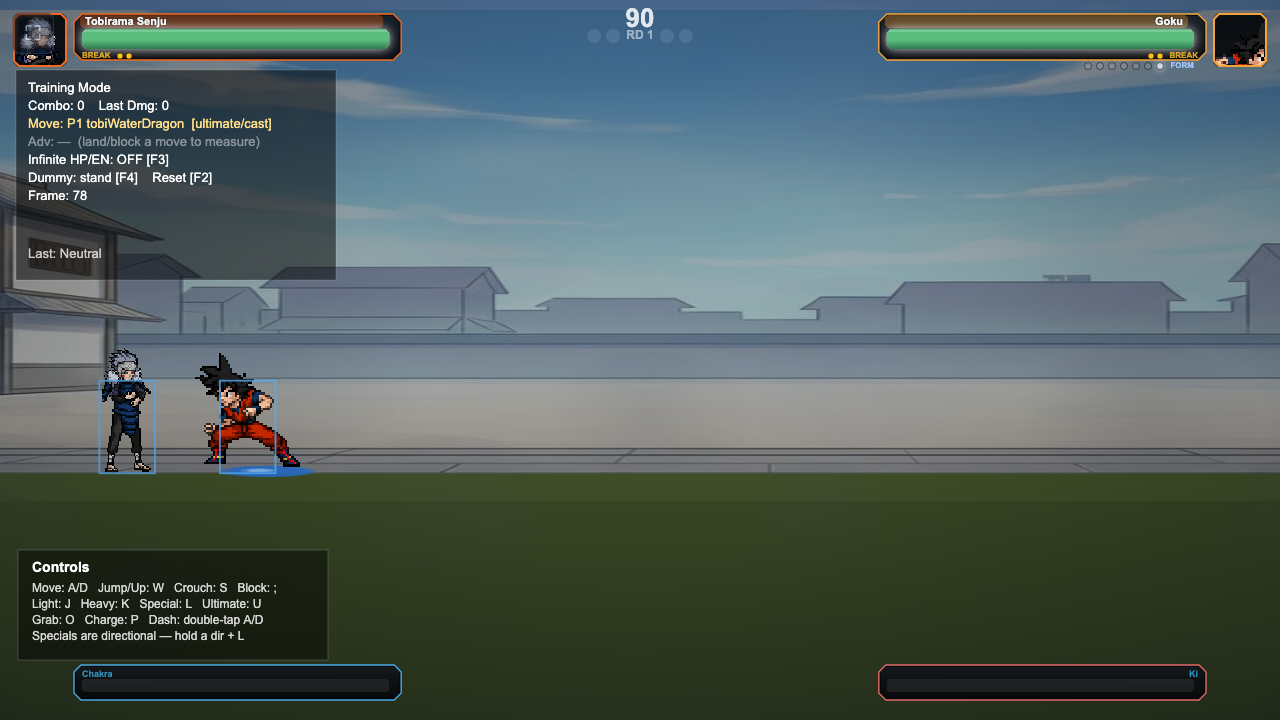 Tobirama Senju
90
Goku
BREAK
RD 1
BREAK
FORM
Training Mode
Combo: 0    Last Dmg: 0
Move: P1 tobiWaterDragon  [ultimate/cast]
Adv: —  (land/block a move to measure)
Infinite HP/EN: OFF [F3]
Dummy: stand [F4]    Reset [F2]
Frame: 78
Last: Neutral
Controls
Move: A/D   Jump/Up: W   Crouch: S   Block: ;
Light: J   Heavy: K   Special: L   Ultimate: U
Grab: O   Charge: P   Dash: double-tap A/D
Specials are directional — hold a dir + L
Chakra
Ki